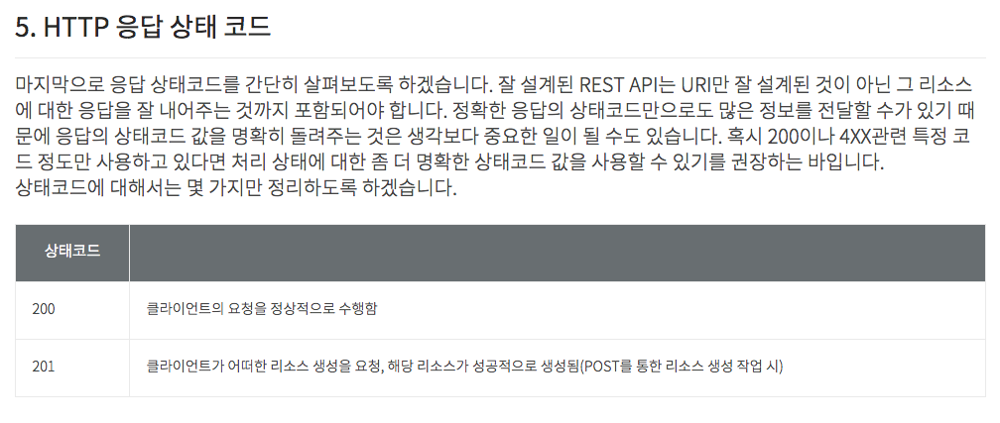 5. HTTP 응답 상태 코드
마지막으로 응답 상태코드를 간단히 살펴보도록 하겠습니다. 잘 설계된 REST API는 URI만 잘 설계된 것이 아닌 그 리소스
에 대한 응답을 잘 내어주는 것까지 포함되어야 합니다. 정확한 응답의 상태코드만으로도 많은 정보를 전달할 수가 있기 때
문에 응답의 상태코드 값을 명확히 돌려주는 것은 생각보다 중요한 일이 될 수도 있습니다. 혹시 200이나 4XX관련 특정 코
드 정도만 사용하고 있다면 처리 상태에 대한 좀 더 명확한 상태코드 값을 사용할 수 있기를 권장하는 바입니다.
상태코드에 대해서는 몇 가지만 정리하도록 하겠습니다.
상태코드
200 클라이언트의 요청을 정상적으로 수행함
201 클라이언트가 어떠한 리소스 생성을 요청, 해당 리소스가 성공적으로 생성됨(POST를 통한 리소스 생성 작업 시)